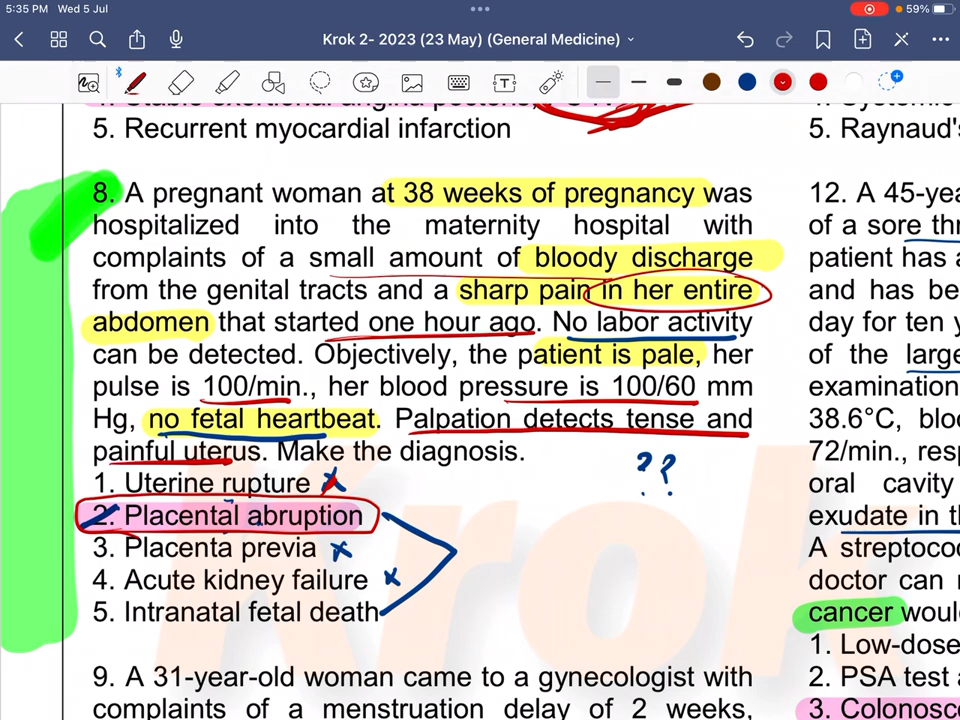 5:35 PM Wed 5 Jul
59%
Krok 2- 2023 (23 May) (General Medicine)
5. Recurrent myocardial infarction
8. A pregnant woman at 38 weeks of pregnancy was
hospitalized into the maternity hospital with
complaints of a small amount of bloody discharge
from the genital tracts and a sharp pain in her entire
abdomen that started one hour ago. No labor activity
can be detected. Objectively, the patient is pale, her
pulse is 100/min., her blood pressure is 100/60 mm
Hg, no fetal heartbeat. Palpation detects tense and
painful uterus. Make the diagnosis.
??
1. Uterine rupture x
2. Placental abruption
3. Placenta previa x
4. Acute kidney failure x
5. Intranatal fetal death
9. A 31-year-old woman came to a gynecologist with
complaints of a menstruation delay of 2 weeks,
4. Systemic
5. Raynaud's
12. A 45-yea
of a sore thr
patient has a
and has be
day for ten y
of the large
examination
38.6°C, bloo
72/min., resp
oral cavity
exudate in th
A streptoco
doctor can r
cancer woul
1. Low-dose
2. PSA test a
3. Colonosc
Krok